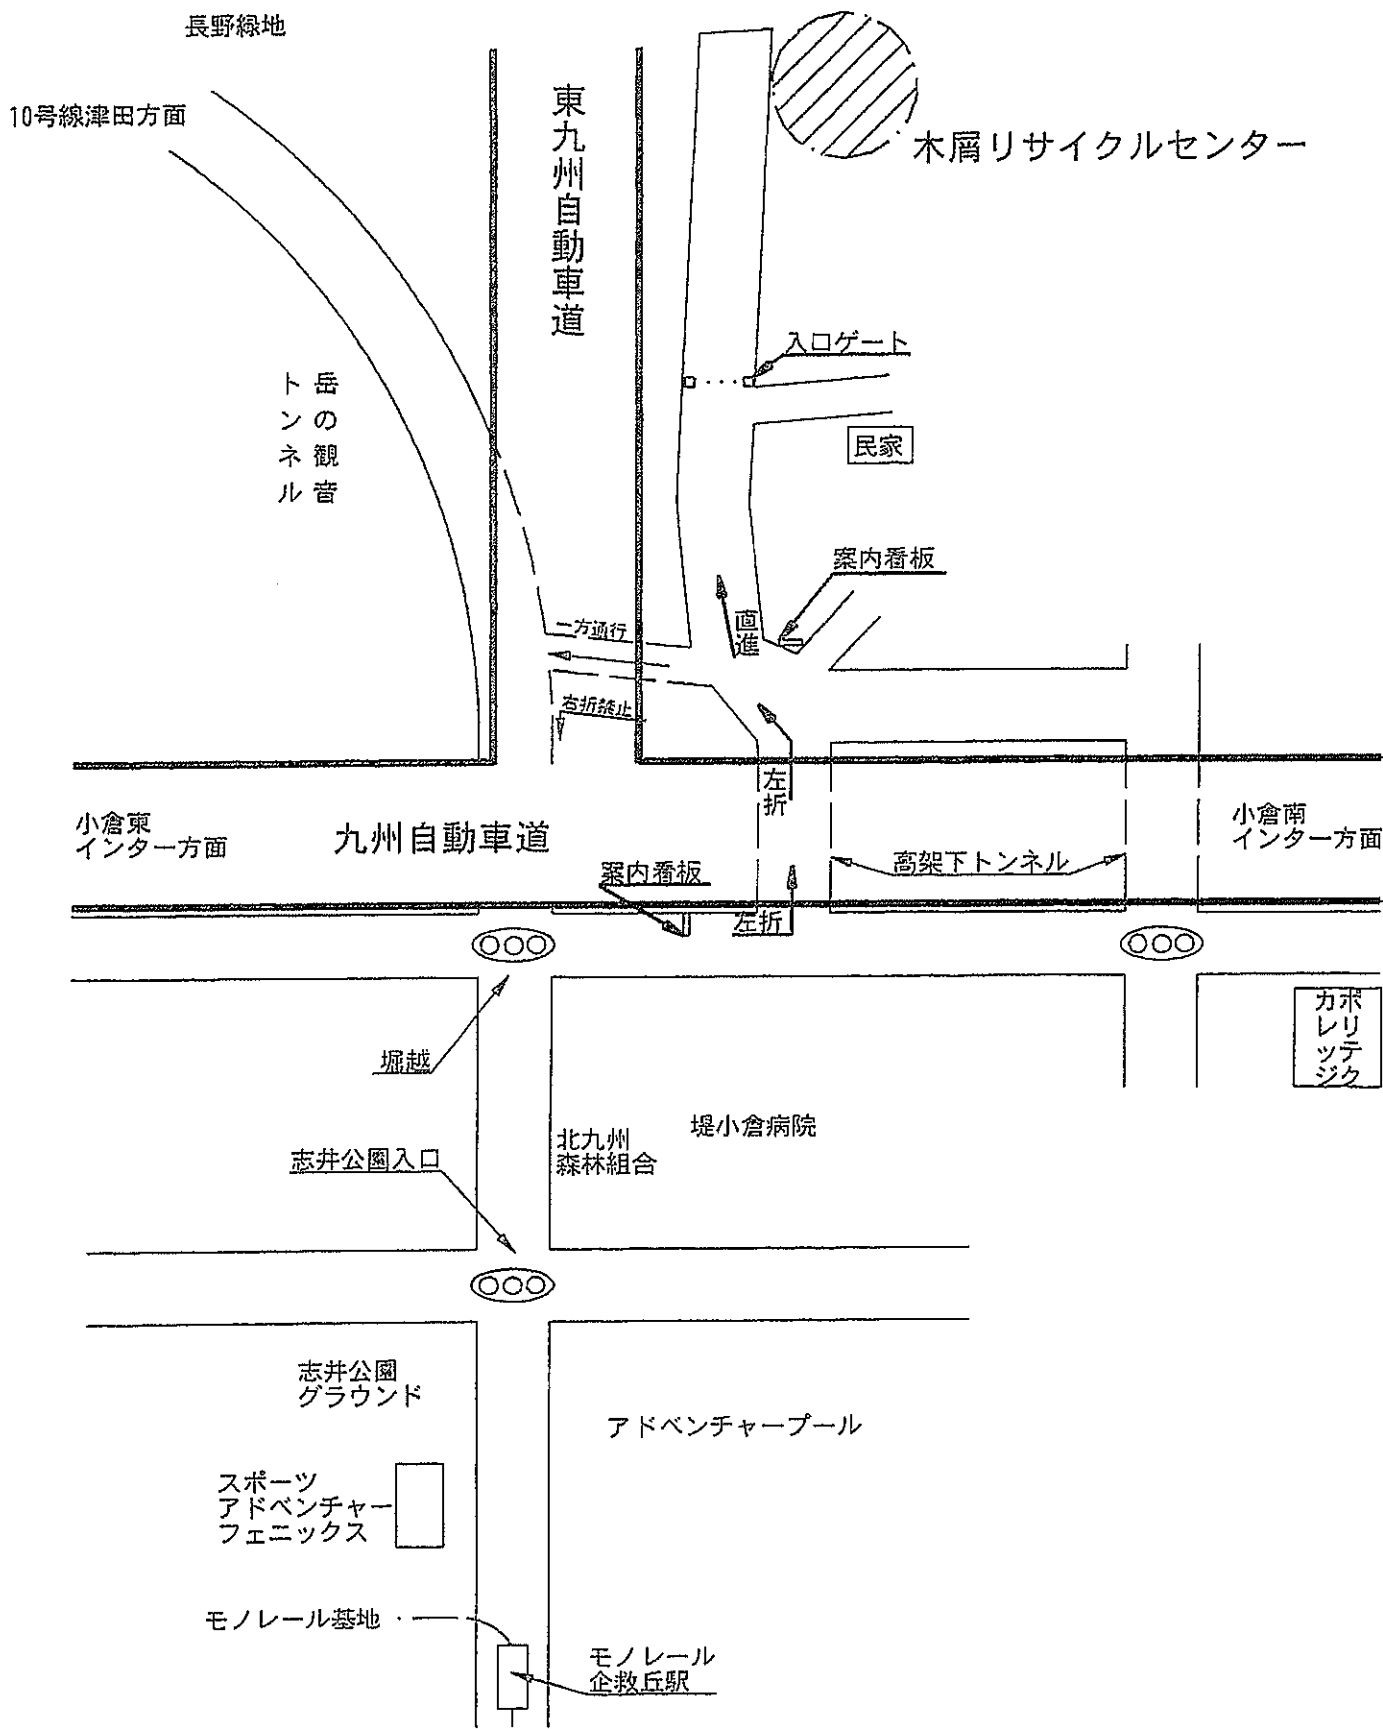 長野緑地
10号線津田方面
東九州自動車道
木屑リサイクルセンター
入口ゲート
岳の観音
トンネル
民家
案内看板
直進
一方通行
右折禁止
左折
小倉東
インター方面
九州自動車道
小倉南
インター方面
高架下トンネル
案内看板
左折
堀越
ポリテク
カレッジ
堤小倉病院
北九州
森林組合
志井公園入口
志井公園
グラウンド
アドベンチャープール
スポーツ
アドベンチャー
フェニックス
モノレール基地
モノレール
企救丘駅